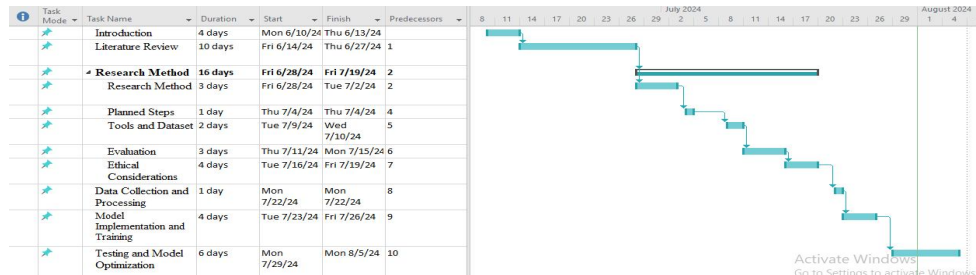 Task
Mode Task Name Duration Start Finish Predecessors
July 2024 August 2024
8 11 14 17 20 23 26 29 2 5 8 11 14 17 20 23 26 29 1 4
Introduction 4 days Mon 6/10/24 Thu 6/13/24
Literature Review 10 days Fri 6/14/24 Thu 6/27/24 1
Research Method 16 days Fri 6/28/24 Fri 7/19/24 2
Research Method 3 days Fri 6/28/24 Tue 7/2/24 2
Planned Steps 1 day Thu 7/4/24 Thu 7/4/24 4
Tools and Dataset 2 days Tue 7/9/24 Wed 5
7/10/24
Evaluation 3 days Thu 7/11/24 Mon 7/15/24 6
Ethical 4 days Tue 7/16/24 Fri 7/19/24 7
Considerations
Data Collection and 1 day Mon Mon 8
Processing 7/22/24 7/22/24
Model 4 days Tue 7/23/24 Fri 7/26/24 9
Implementation and
Training
Testing and Model 6 days Mon Mon 8/5/24 10
Optimization 7/29/24
Activate Windows
Go to Settings to activate Windows